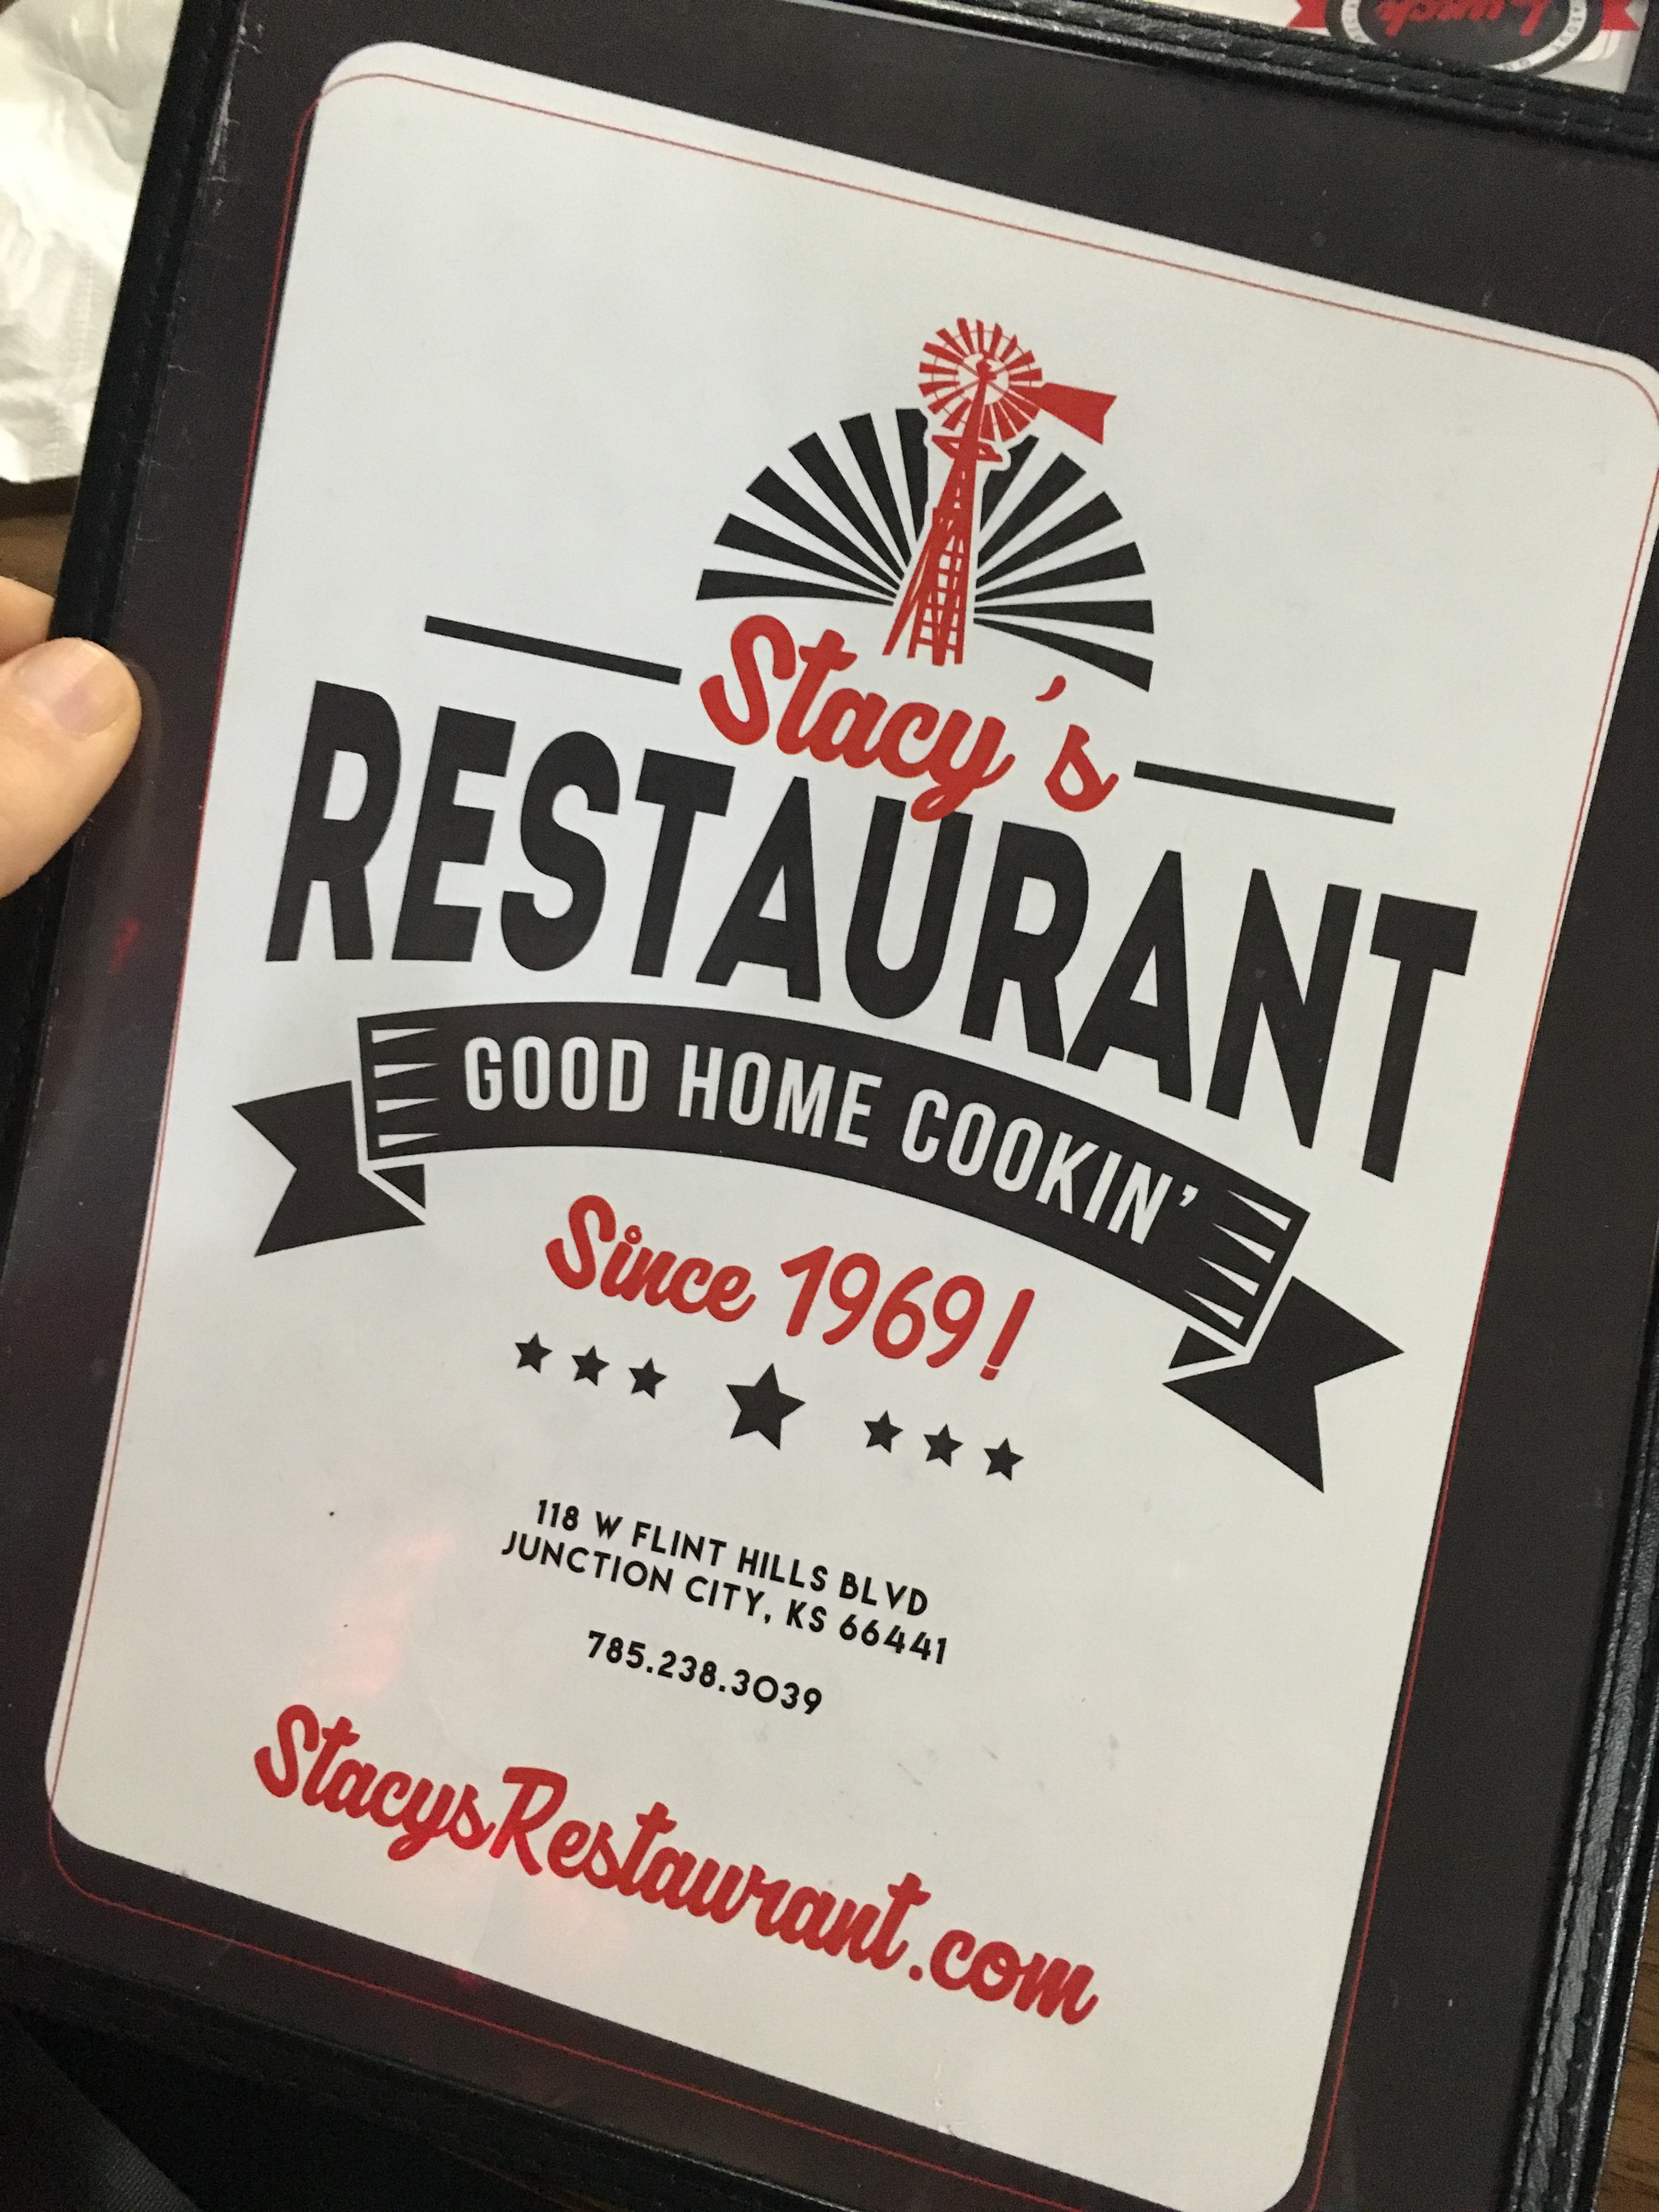 Lunch
Stacy's
RESTAURANT
GOOD HOME COOKIN'
Since 1969!
118 W FLINT HILLS BLVD
JUNCTION CITY, KS 66441
785.238.3039
StacysRestaurant.com